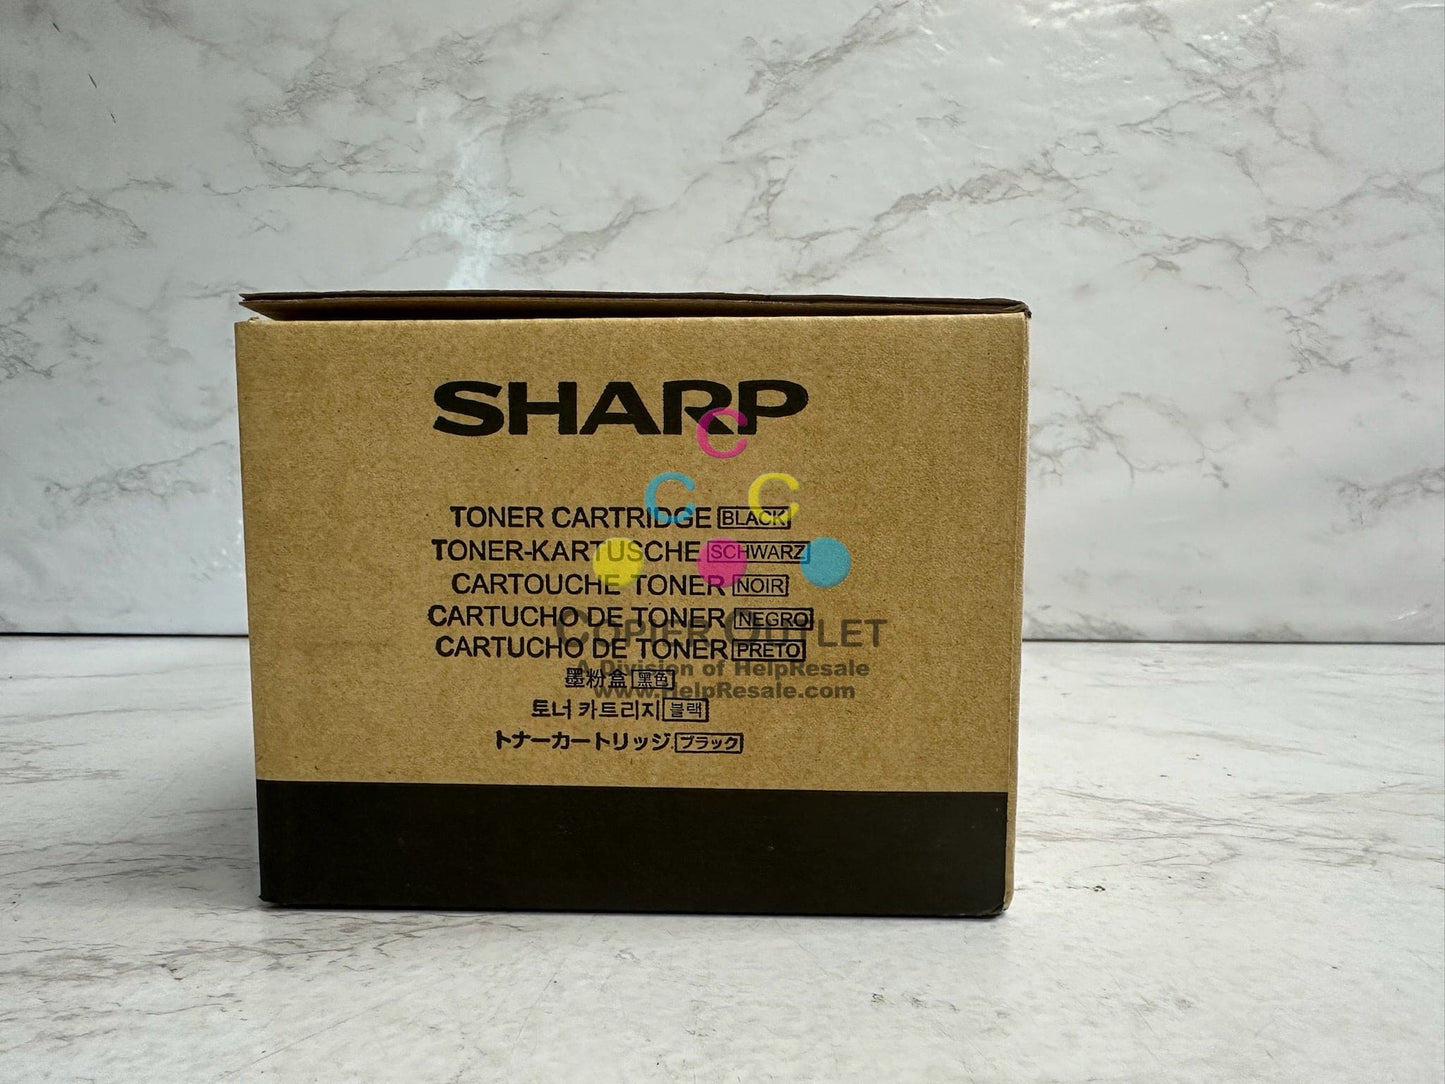 SHARP
C
C C
TONER CARTRIDGE BLACK
TONER-KARTUSCHE SCHWARZ
CARTOUCHE TONER NOIR
CARTUCHO DE TONER NEGRO
COPIER OUTLET
CARTUCHO DE TONER PRETO
A Division of HelpResale
墨粉盒 黑色
www.HelpResale.com
토너 카트리지 블랙
トナーカートリッジ ブラック